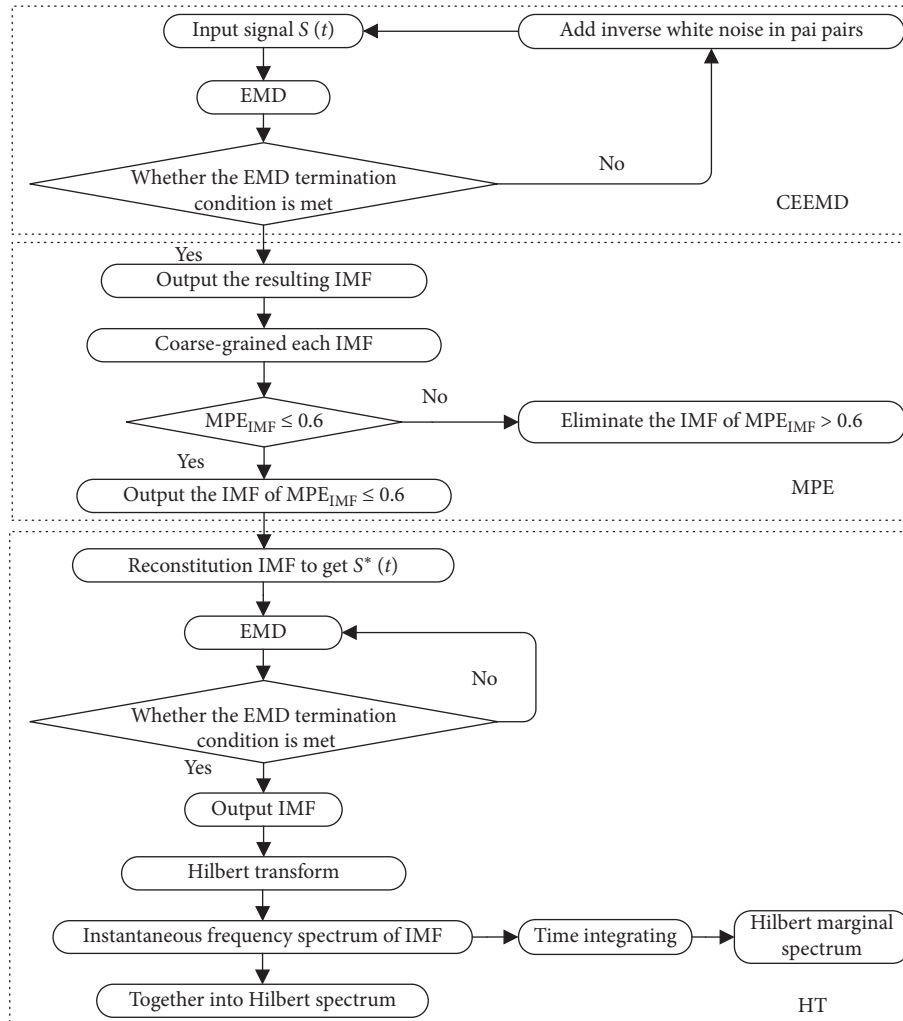 Input signal S (t)
Add inverse white noise in pai pairs
EMD
No
Whether the EMD termination
condition is met
CEEMD
Yes
Output the resulting IMF
Coarse-grained each IMF
No
MPE_IMF ≤ 0.6
Eliminate the IMF of MPE_IMF > 0.6
Yes
Output the IMF of MPE_IMF ≤ 0.6
MPE
Reconstitution IMF to get S* (t)
EMD
No
Whether the EMD termination
condition is met
Yes
Output IMF
Hilbert transform
Instantaneous frequency spectrum of IMF
Time integrating
Hilbert marginal
spectrum
Together into Hilbert spectrum
HT